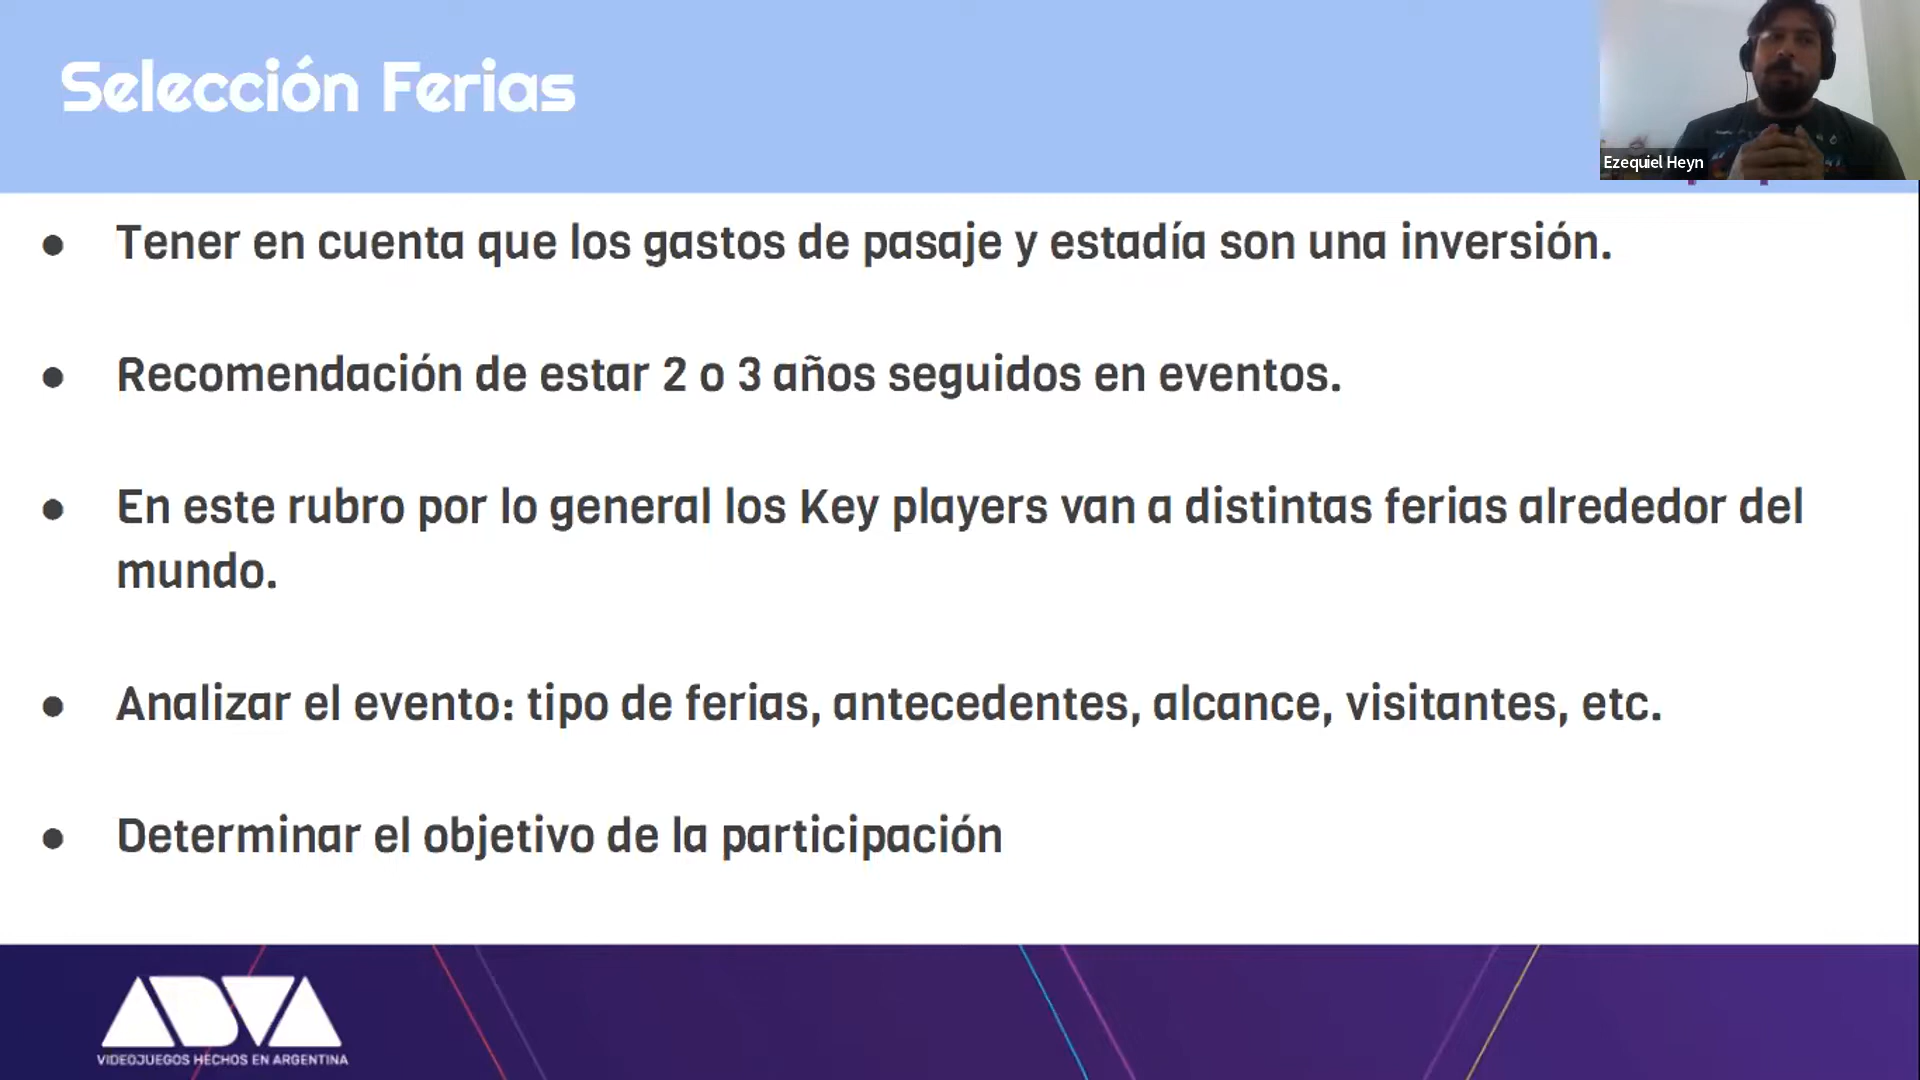 Selección Ferias
Ezequiel Heyn
● Tener en cuenta que los gastos de pasaje y estadía son una inversión.
● Recomendación de estar 2 o 3 años seguidos en eventos.
● En este rubro por lo general los Key players van a distintas ferias alrededor del
mundo.
● Analizar el evento: tipo de ferias, antecedentes, alcance, visitantes, etc.
● Determinar el objetivo de la participación
ADVA
VIDEOJUEGOS HECHOS EN ARGENTINA